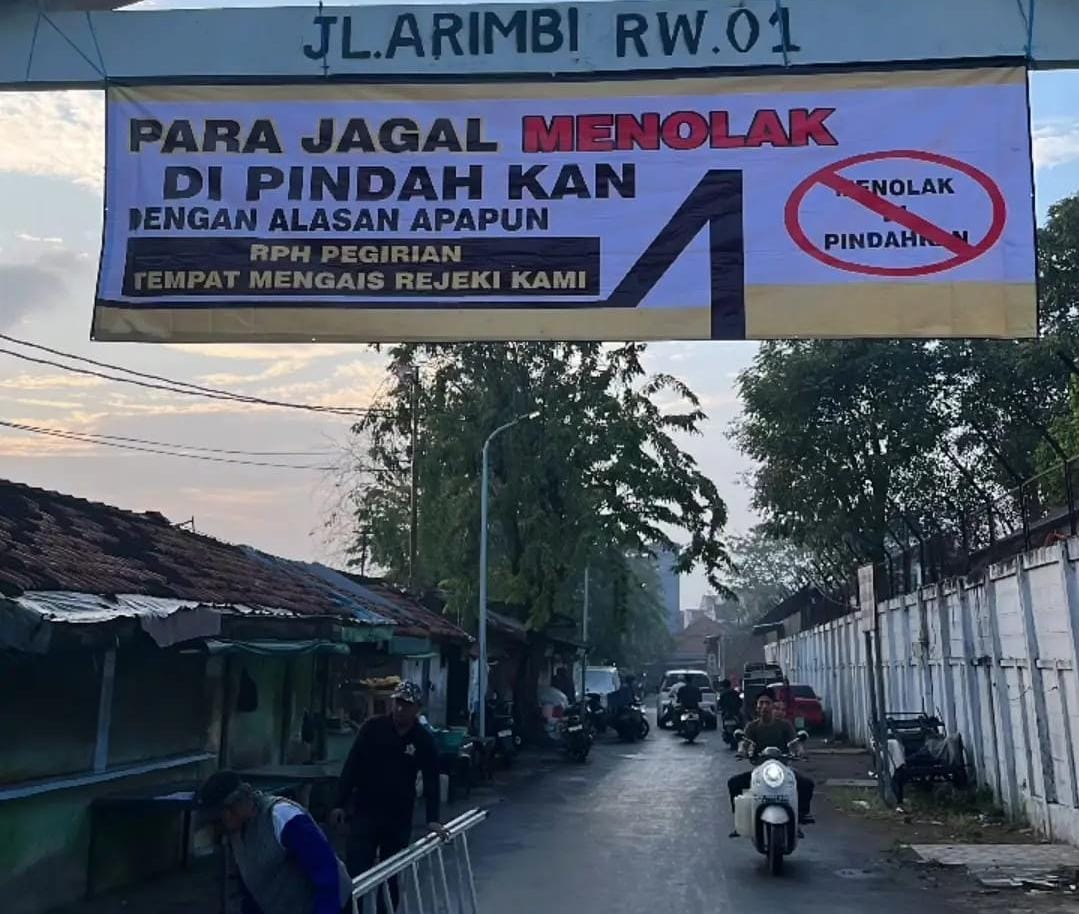 JL.ARIMBI RW.01
PARA JAGAL MENOLAK
DI PINDAH KAN
DENGAN ALASAN APAPUN
RPH PEGIRIAN
TEMPAT MENGAIS REJEKI KAMI
MENOLAK
DI
PINDAHKAN